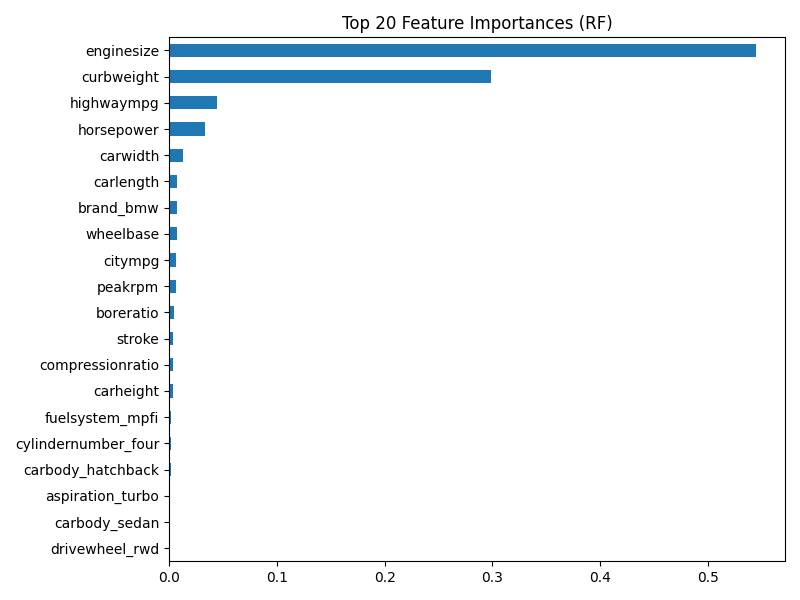 Top 20 Feature Importances (RF)
enginesize
curbweight
highwaympg
horsepower
carwidth
carlength
brand_bmw
wheelbase
citympg
peakrpm
boreratio
stroke
compressionratio
carheight
fuelsystem_mpfi
cylindernumber_four
carbody_hatchback
aspiration_turbo
carbody_sedan
drivewheel_rwd
0.0 0.1 0.2 0.3 0.4 0.5